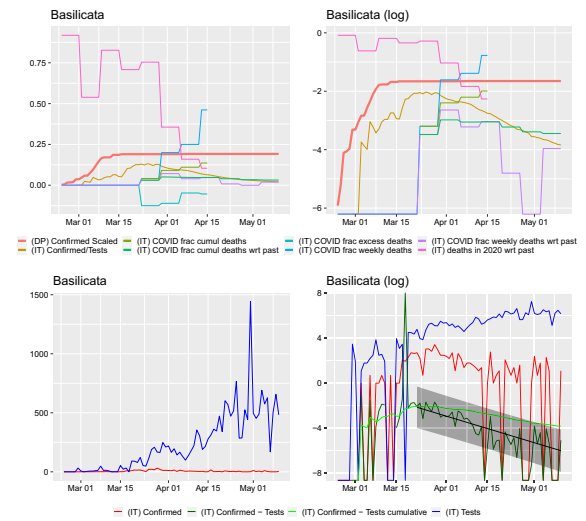 Basilicata
Basilicata (log)
0.75
0.50
0.25
0.00
Mar 01
Mar 15
Apr 01
Apr 15
May 01
0
−2
−4
−6
Mar 01
Mar 15
Apr 01
Apr 15
May 01
(DP) Confirmed Scaled
(IT) COVID frac cumul deaths
(IT) COVID frac excess deaths
(IT) COVID frac weekly deaths wrt past
(IT) Confirmed/Tests
(IT) COVID frac cumul deaths wrt past
(IT) COVID frac weekly deaths
(IT) deaths in 2020 wrt past
Basilicata
Basilicata (log)
1500
1000
500
0
Mar 01
Mar 15
Apr 01
Apr 15
May 01
8
4
0
−4
−8
Mar 01
Mar 15
Apr 01
Apr 15
May 01
(IT) Confirmed
(IT) Confirmed − Tests
(IT) Confirmed − Tests cumulative
(IT) Tests